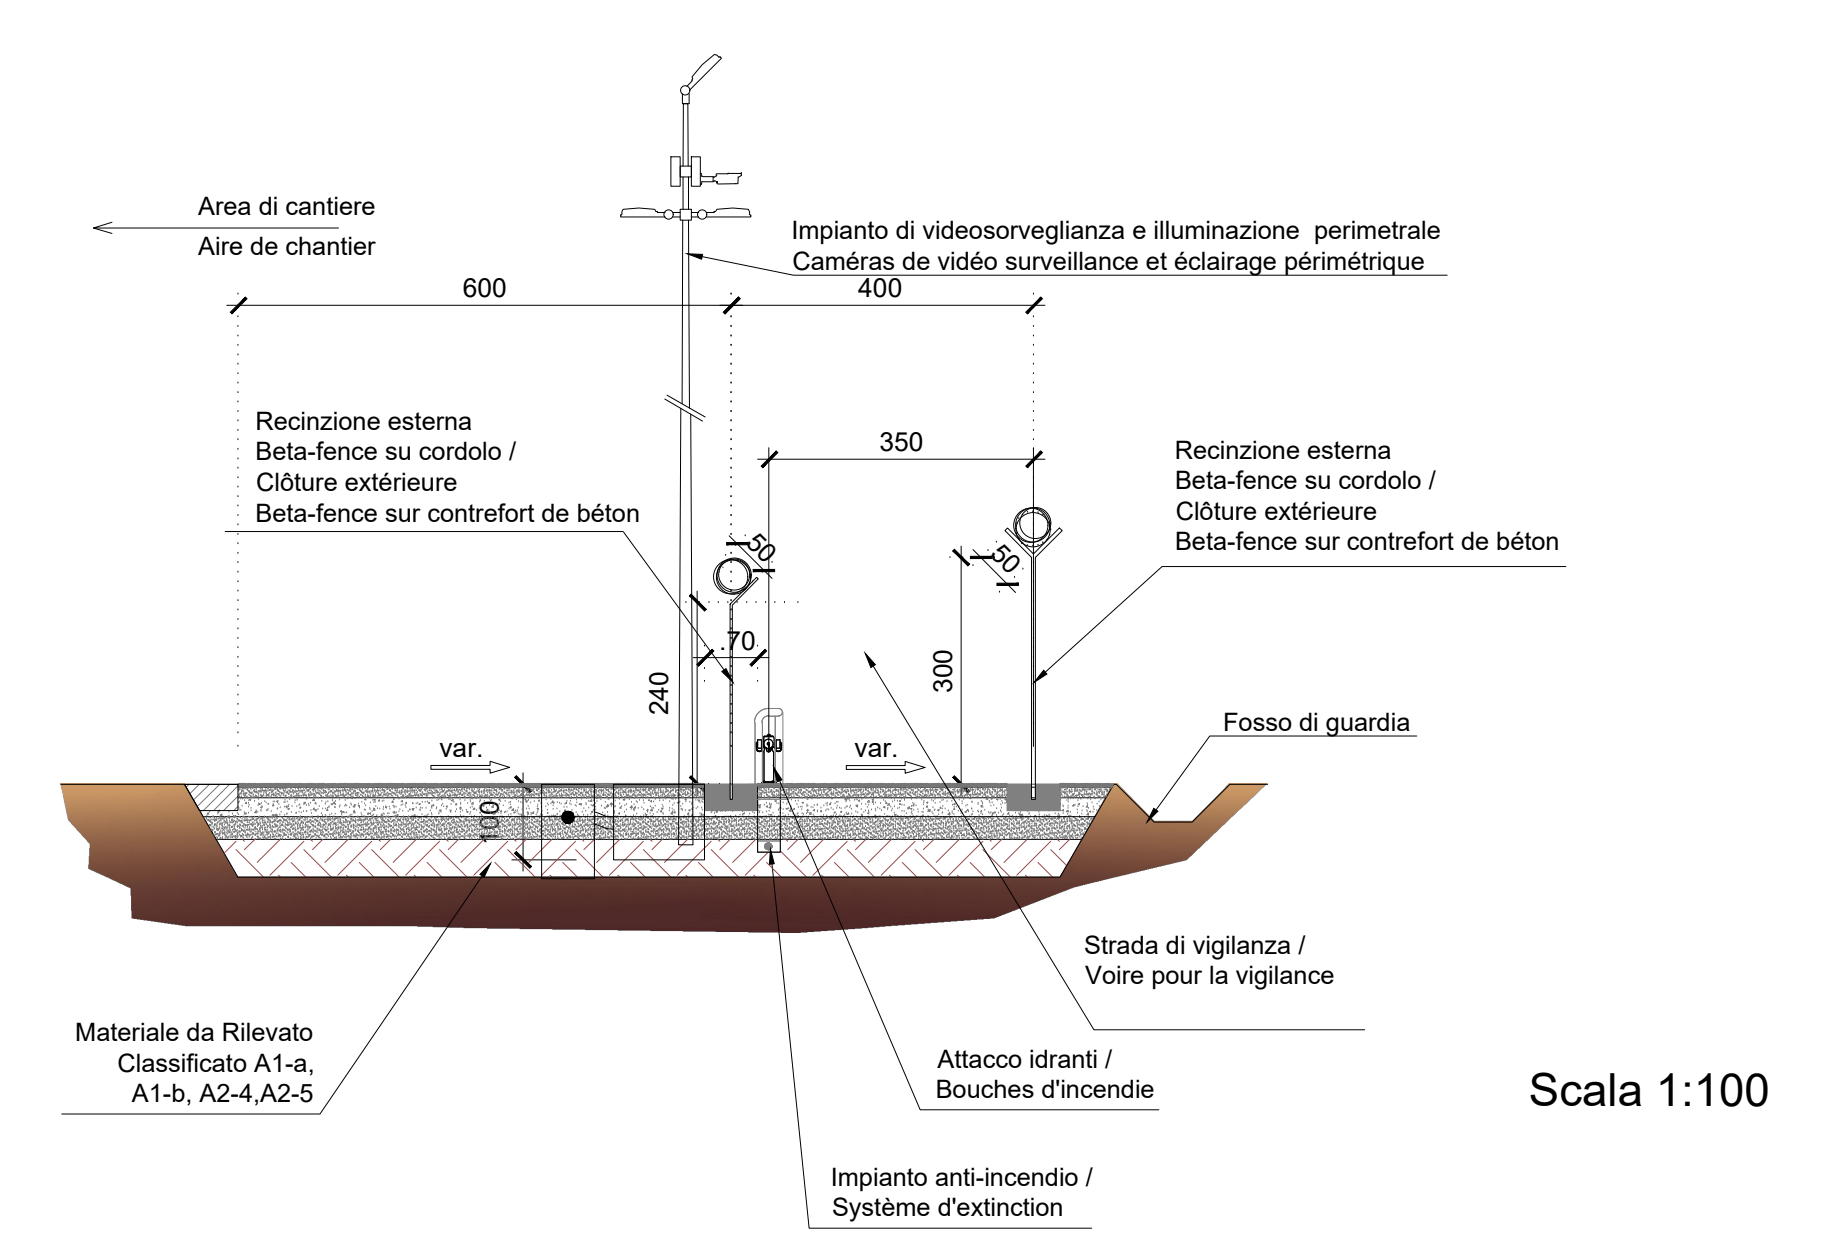 Area di cantiere
Aire de chantier
Impianto di videosorveglianza e illuminazione perimetrale
Caméras de vidéo surveillance et éclairage périmétrique
600
400
350
Recinzione esterna
Beta-fence su cordolo /
Clôture extérieure
Beta-fence sur contrefort de béton
Recinzione esterna
Beta-fence su cordolo /
Clôture extérieure
Beta-fence sur contrefort de béton
50
50
.70
240
300
Fosso di guardia
var.
var.
100
Strada di vigilanza /
Voire pour la vigilance
Materiale da Rilevato
Classificato A1-a,
A1-b, A2-4,A2-5
Attacco idranti /
Bouches d'incendie
Scala 1:100
Impianto anti-incendio /
Système d'extinction